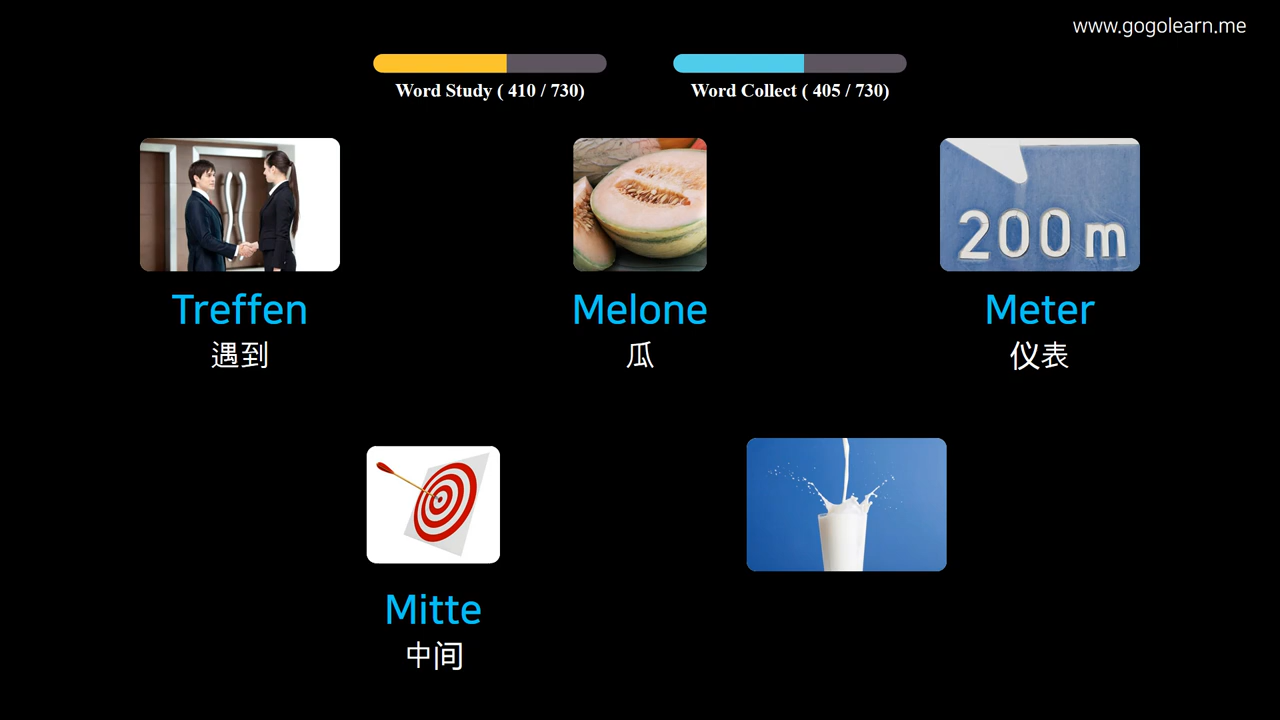 www.gogolearn.me
Word Study ( 410 / 730)
Word Collect ( 405 / 730)
200 m
Treffen
遇到
Melone
瓜
Meter
仪表
Mitte
中间